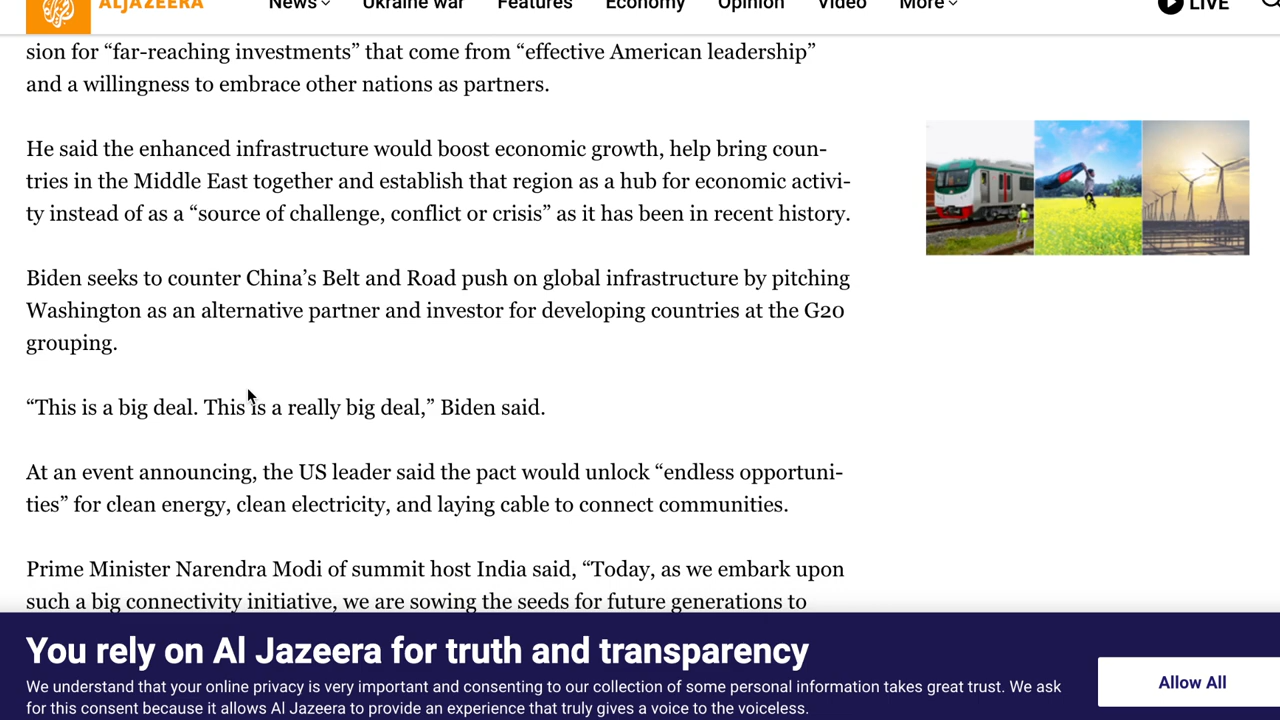 ALJAZEERA News Ukraine war Features Economy Opinion Video More LIVE
sion for “far-reaching investments” that come from “effective American leadership”
and a willingness to embrace other nations as partners.
He said the enhanced infrastructure would boost economic growth, help bring coun-
tries in the Middle East together and establish that region as a hub for economic activi-
ty instead of as a “source of challenge, conflict or crisis” as it has been in recent history.
Biden seeks to counter China’s Belt and Road push on global infrastructure by pitching
Washington as an alternative partner and investor for developing countries at the G20
grouping.
“This is a big deal. This is a really big deal,” Biden said.
At an event announcing, the US leader said the pact would unlock “endless opportuni-
ties” for clean energy, clean electricity, and laying cable to connect communities.
Prime Minister Narendra Modi of summit host India said, “Today, as we embark upon
such a big connectivity initiative, we are sowing the seeds for future generations to
You rely on Al Jazeera for truth and transparency
We understand that your online privacy is very important and consenting to our collection of some personal information takes great trust. We ask
for this consent because it allows Al Jazeera to provide an experience that truly gives a voice to the voiceless.
Allow All